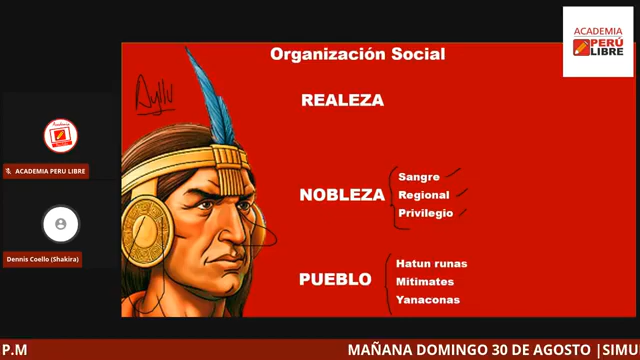 ACADEMIA
PERÚ
LIBRE
Organización Social
Ayllu
REALEZA
ACADEMIA PERU LIBRE
NOBLEZA
Sangre
Regional
Privilegio
Dennis Coello (Shakira)
PUEBLO
Hatun runas
Mitimates
Yanaconas
P.M
MAÑANA DOMINGO 30 DE AGOSTO |SIMU